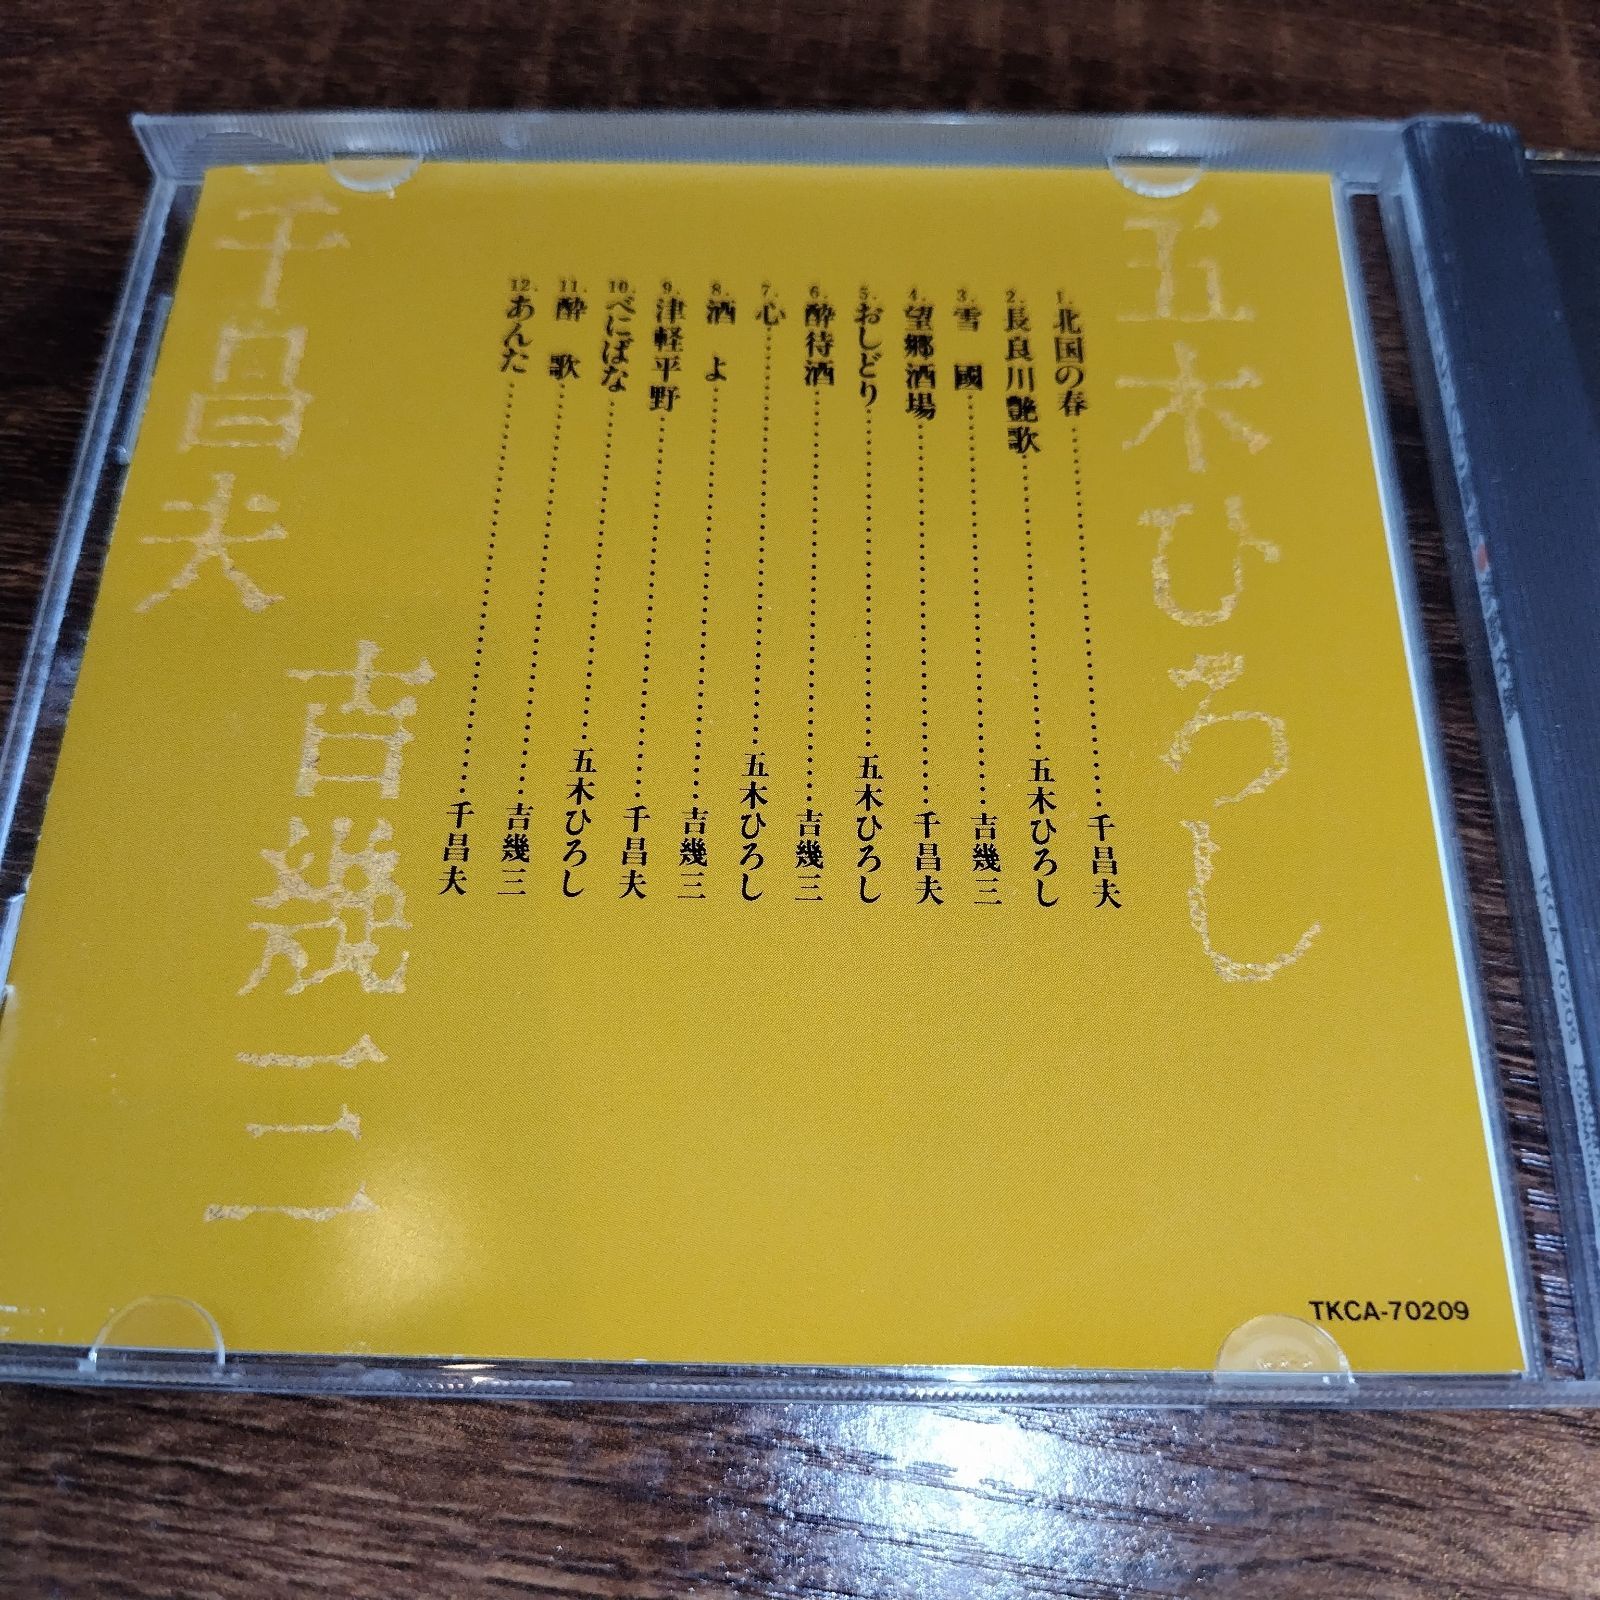 五木ひろし
1. 北国の春……千昌夫
2. 長良川艶歌……五木ひろし
3. 雪 國……吉幾三
4. 望郷酒場……千昌夫
5. おしどり……五木ひろし
6. 酔待酒……吉幾三
7. 心……五木ひろし
8. 酒 よ……吉幾三
9. 津軽平野……千昌夫
10. べにばな……五木ひろし
11. 酔 歌……吉幾三
12. あんた……千昌夫
吉幾三
千昌夫
TKCA-70209